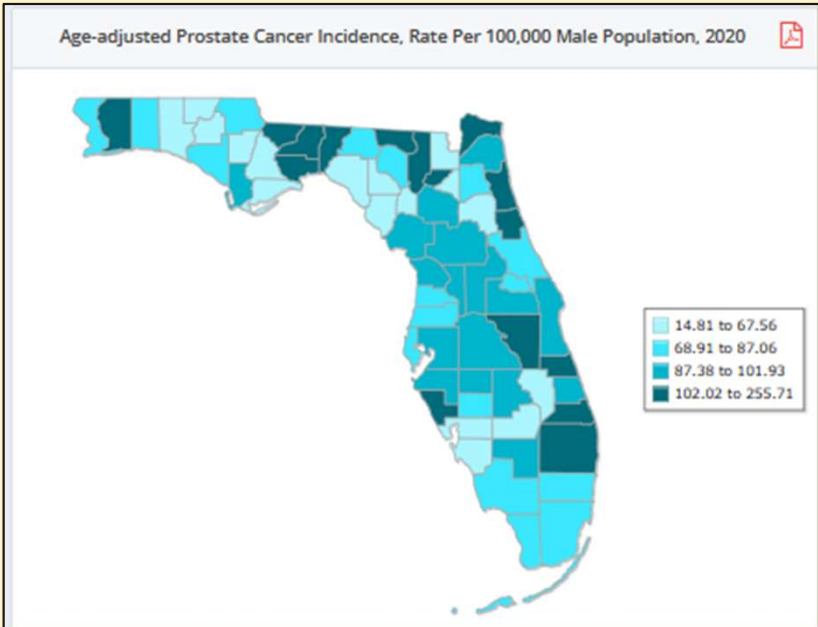 Age-adjusted Prostate Cancer Incidence, Rate Per 100,000 Male Population, 2020
14.81 to 67.56
68.91 to 87.06
87.38 to 101.93
102.02 to 255.71